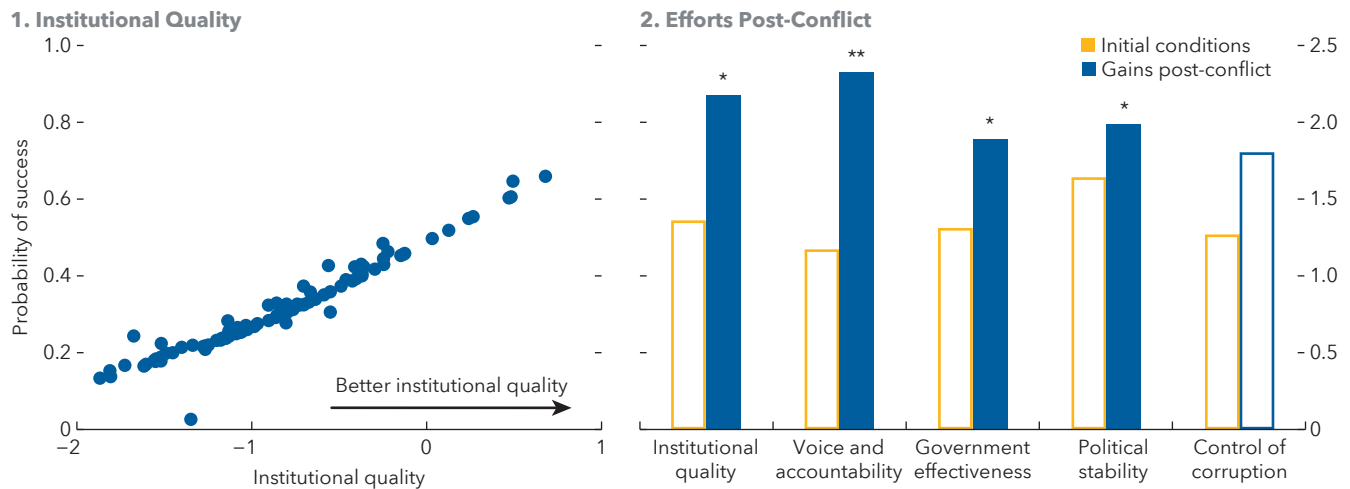 1. Institutional Quality
1.0
0.8
0.6
0.4
0.2
0
Probability of success
−2
−1
0
1
Institutional quality
Better institutional quality
2. Efforts Post-Conflict
Initial conditions
Gains post-conflict
*
**
*
*
2.5
2.0
1.5
1.0
0.5
0
Institutional
quality
Voice and
accountability
Government
effectiveness
Political
stability
Control of
corruption